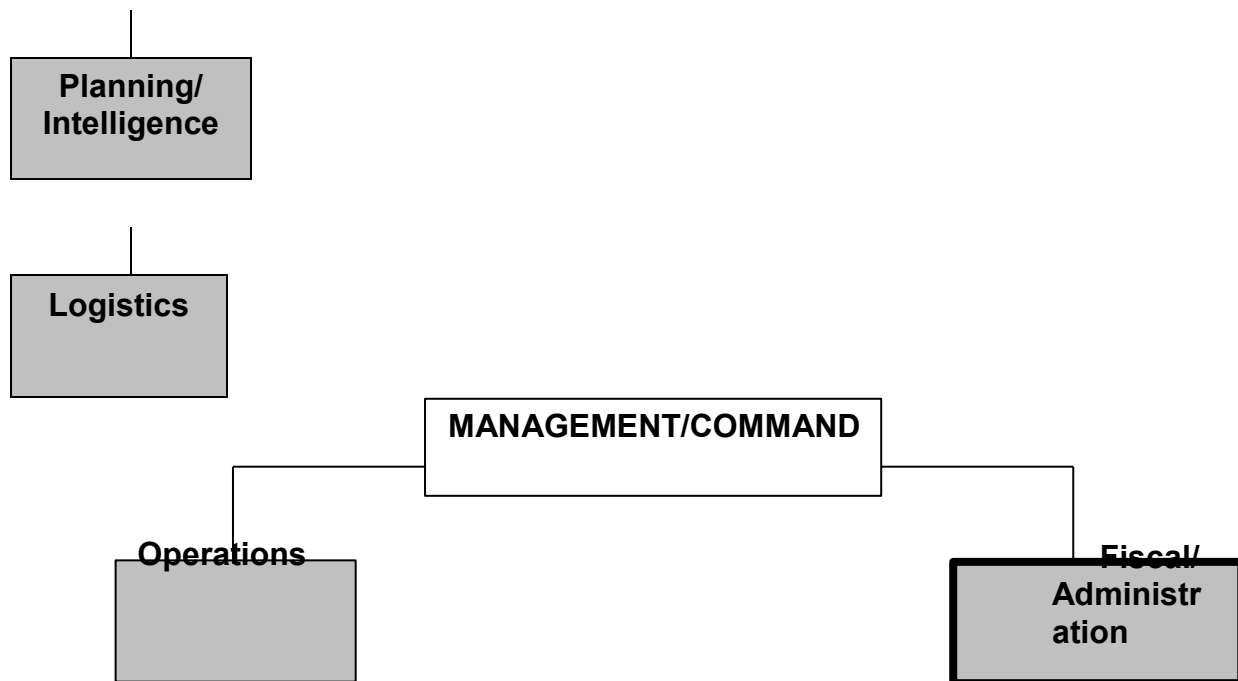 Planning/
Intelligence
Logistics
MANAGEMENT/COMMAND
Operations
Fiscal/
Administr
ation